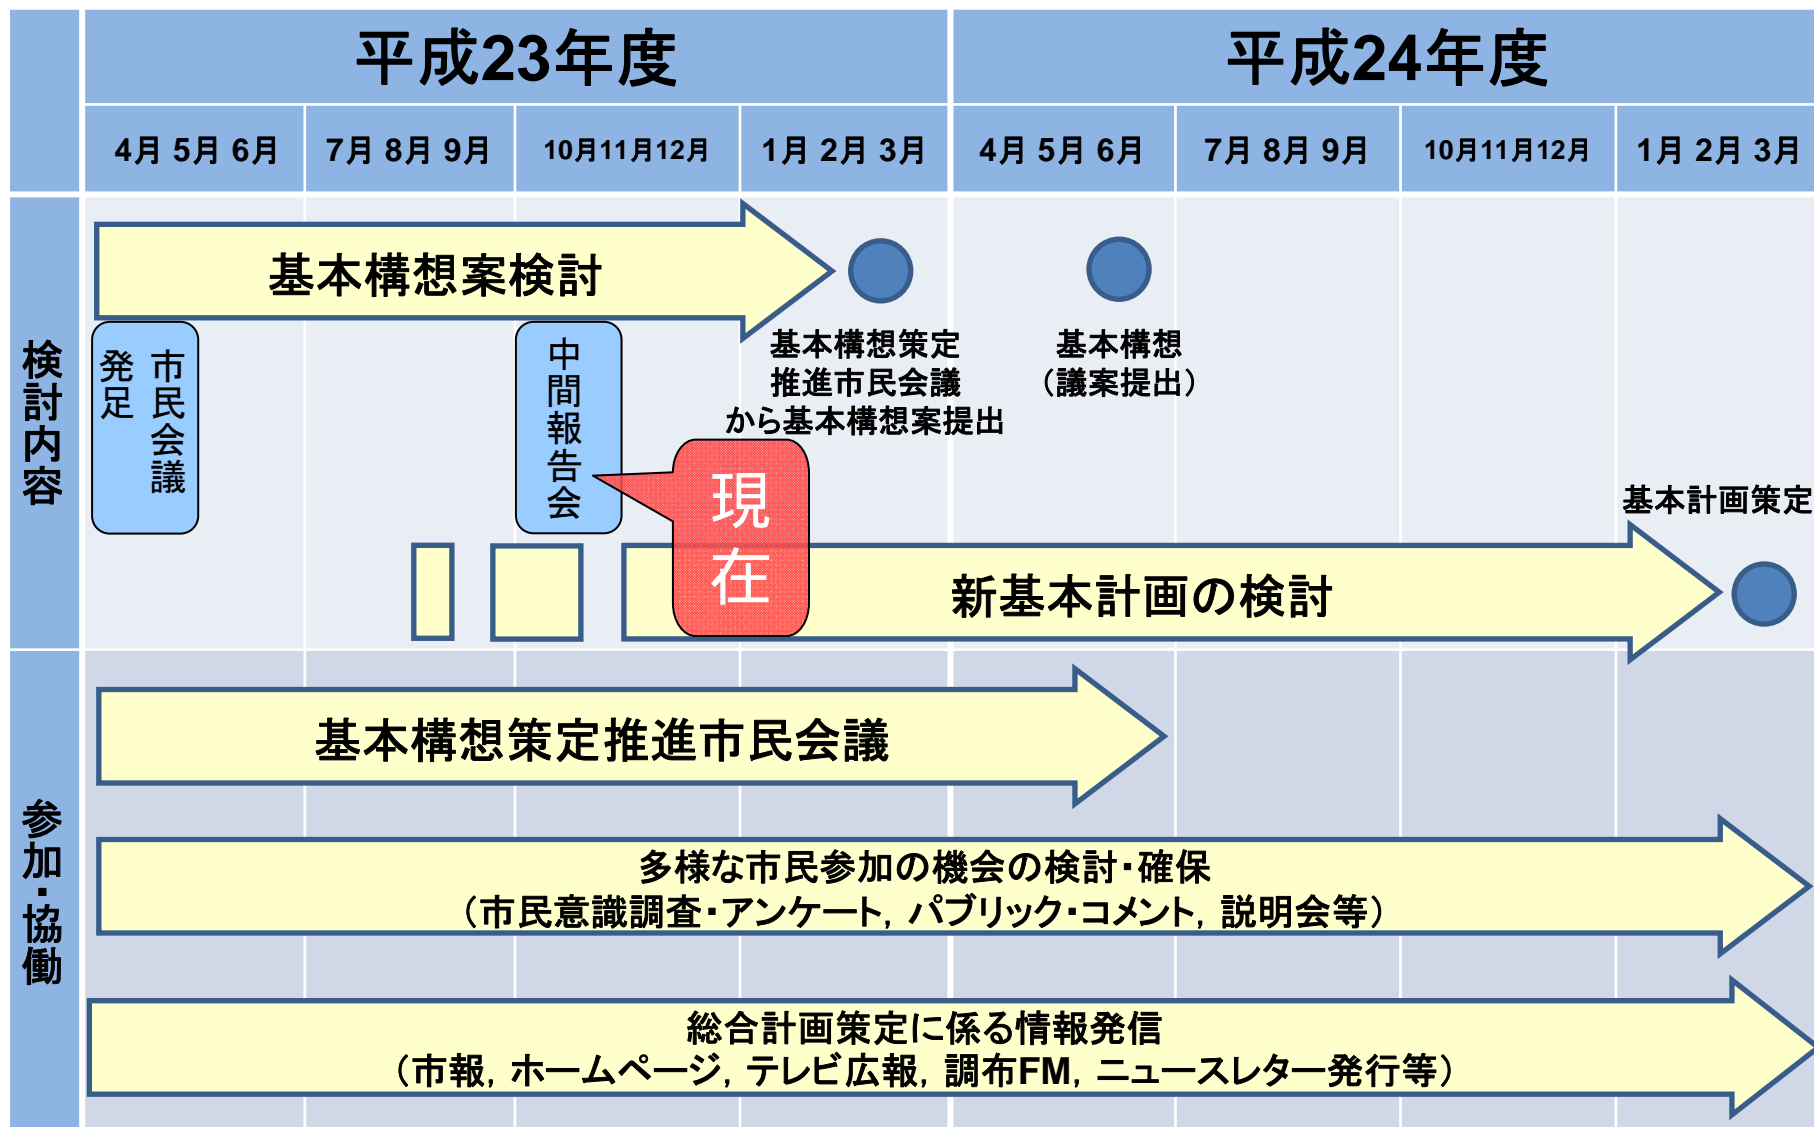 平成23年度
平成24年度
4月 5月 6月
7月 8月 9月
10月11月12月
1月 2月 3月
4月 5月 6月
7月 8月 9月
10月11月12月
1月 2月 3月
検討内容
基本構想案検討
市民会議
発足
中間報告会
現在
基本構想策定
推進市民会議
から基本構想案提出
基本構想
（議案提出）
基本計画策定
新基本計画の検討
参加・協働
基本構想策定推進市民会議
多様な市民参加の機会の検討・確保
（市民意識調査・アンケート，パブリック・コメント，説明会等）
総合計画策定に係る情報発信
（市報，ホームページ，テレビ広報，調布FM，ニュースレター発行等）